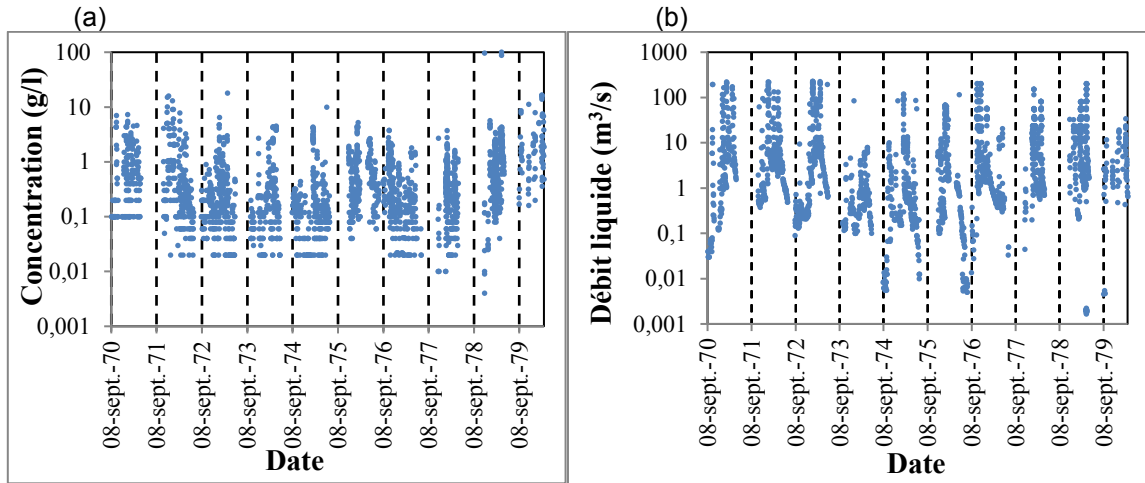 (a)
Concentration (g/l)
100
10
1
0,1
0,01
0,001
08-sept.-70
08-sept.-71
08-sept.-72
08-sept.-73
08-sept.-74
08-sept.-75
08-sept.-76
08-sept.-77
08-sept.-78
08-sept.-79
Date
(b)
Débit liquide (m³/s)
1000
100
10
1
0,1
0,01
0,001
08-sept.-70
08-sept.-71
08-sept.-72
08-sept.-73
08-sept.-74
08-sept.-75
08-sept.-76
08-sept.-77
08-sept.-78
08-sept.-79
Date